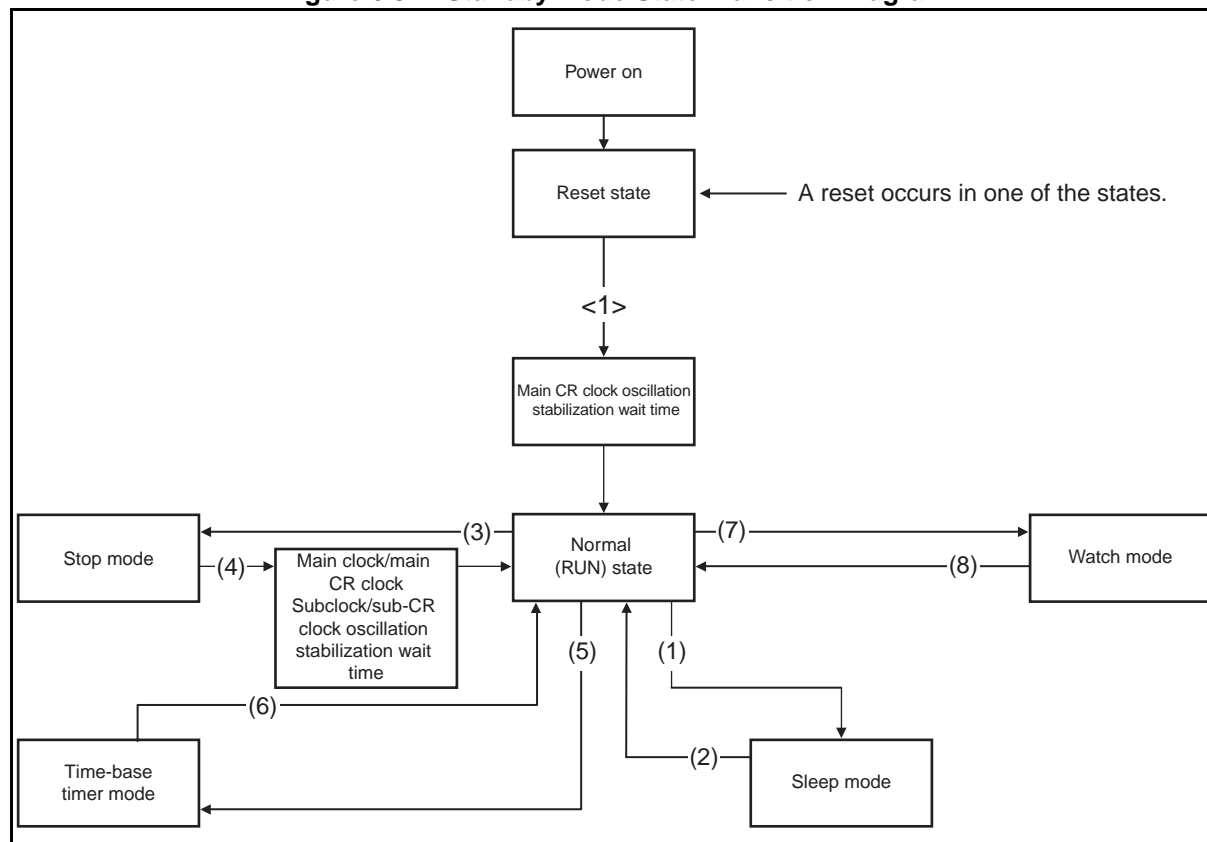 Power on
Reset state
A reset occurs in one of the states.
<1>
Main CR clock oscillation
stabilization wait time
Stop mode
(3)
(4)
Main clock/main
CR clock
Subclock/sub-CR
clock oscillation
stabilization wait
time
Normal
(RUN) state
(7)
(8)
Watch mode
(5)
(1)
(6)
(2)
Time-base
timer mode
Sleep mode